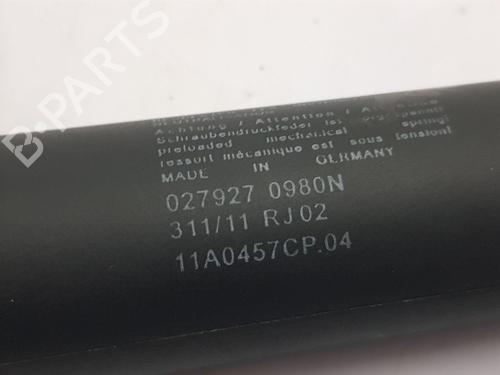 Achtung / Attention /
Schraubendruckfeder
preloaded mechanical spring!
ressort mécanique est sous tension!
MADE IN GERMANY
027927 0980N
311/11 RJ02
11A0457CP.04
B-PARTS